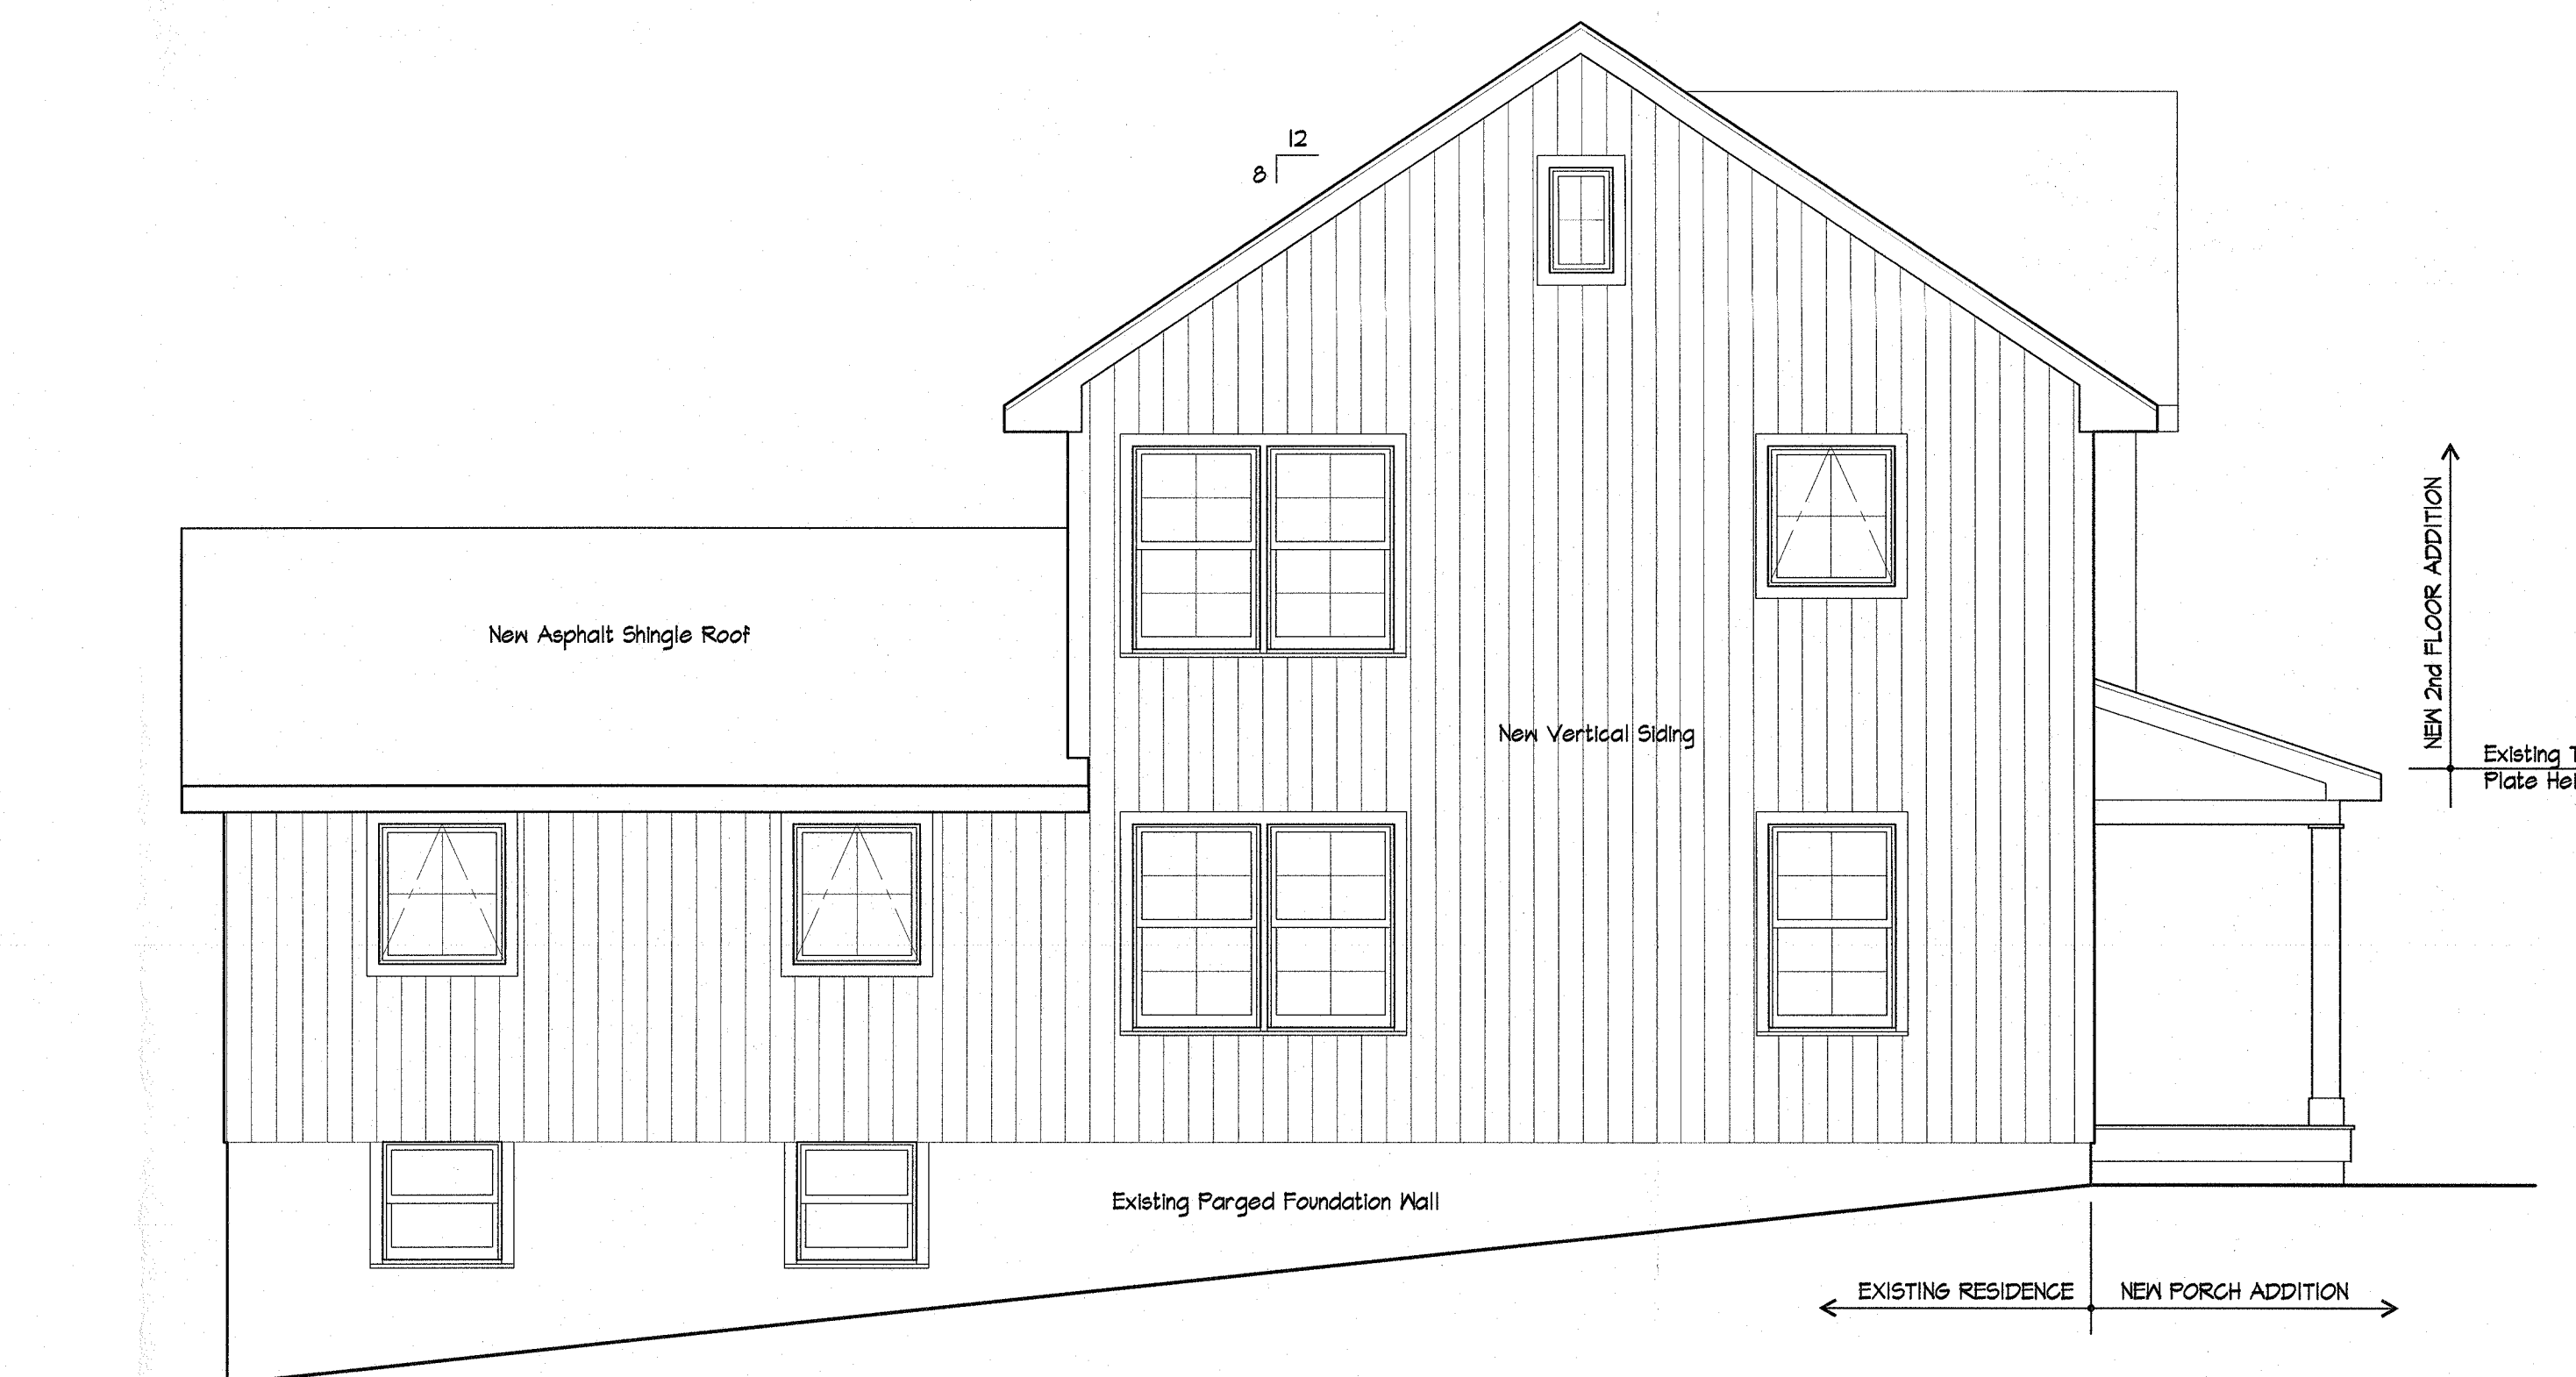 12
8
NEW 2nd FLOOR ADDITION
New Asphalt Shingle Roof
New Vertical Siding
Existing
Plate
Existing Parged Foundation Wall
EXISTING RESIDENCE
NEW PORCH ADDITION